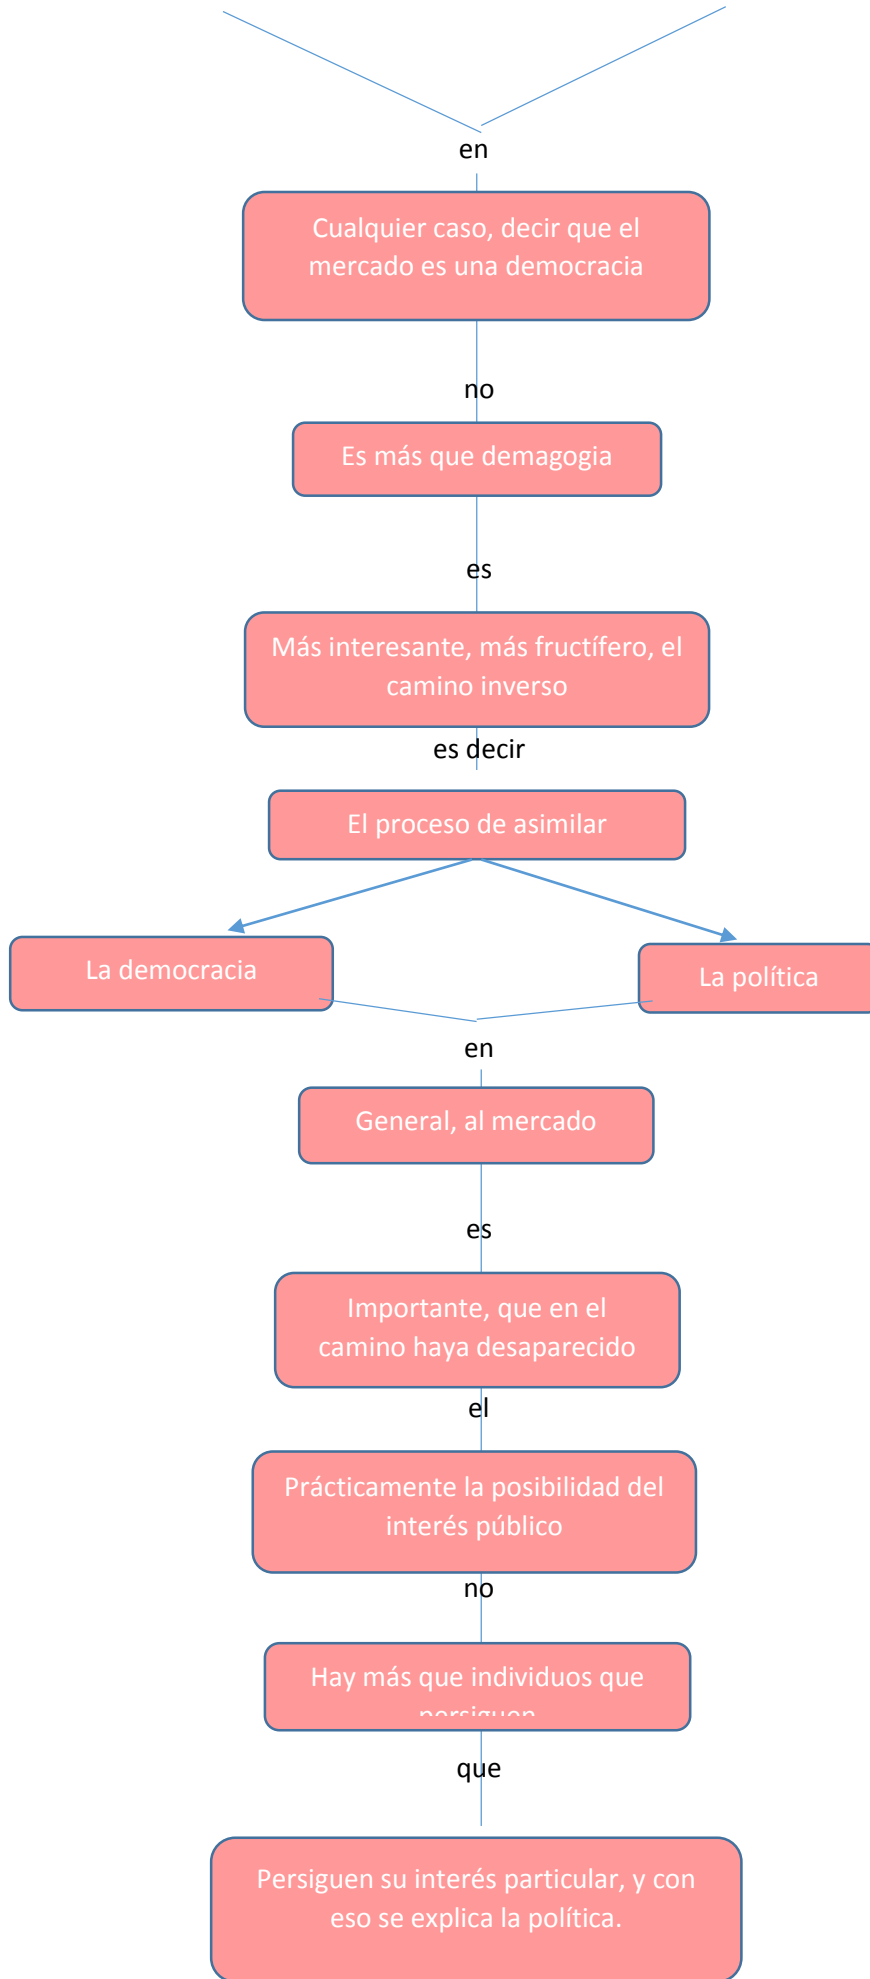 en
Cualquier caso, decir que el
mercado es una democracia
no
Es más que demagogia
es
Más interesante, más fructífero, el
camino inverso
es decir
El proceso de asimilar
La democracia
La política
en
General, al mercado
es
Importante, que en el
camino haya desaparecido
el
Prácticamente la posibilidad del
interés público
no
Hay más que individuos que
persiguen
que
Persiguen su interés particular, y con
eso se explica la política.